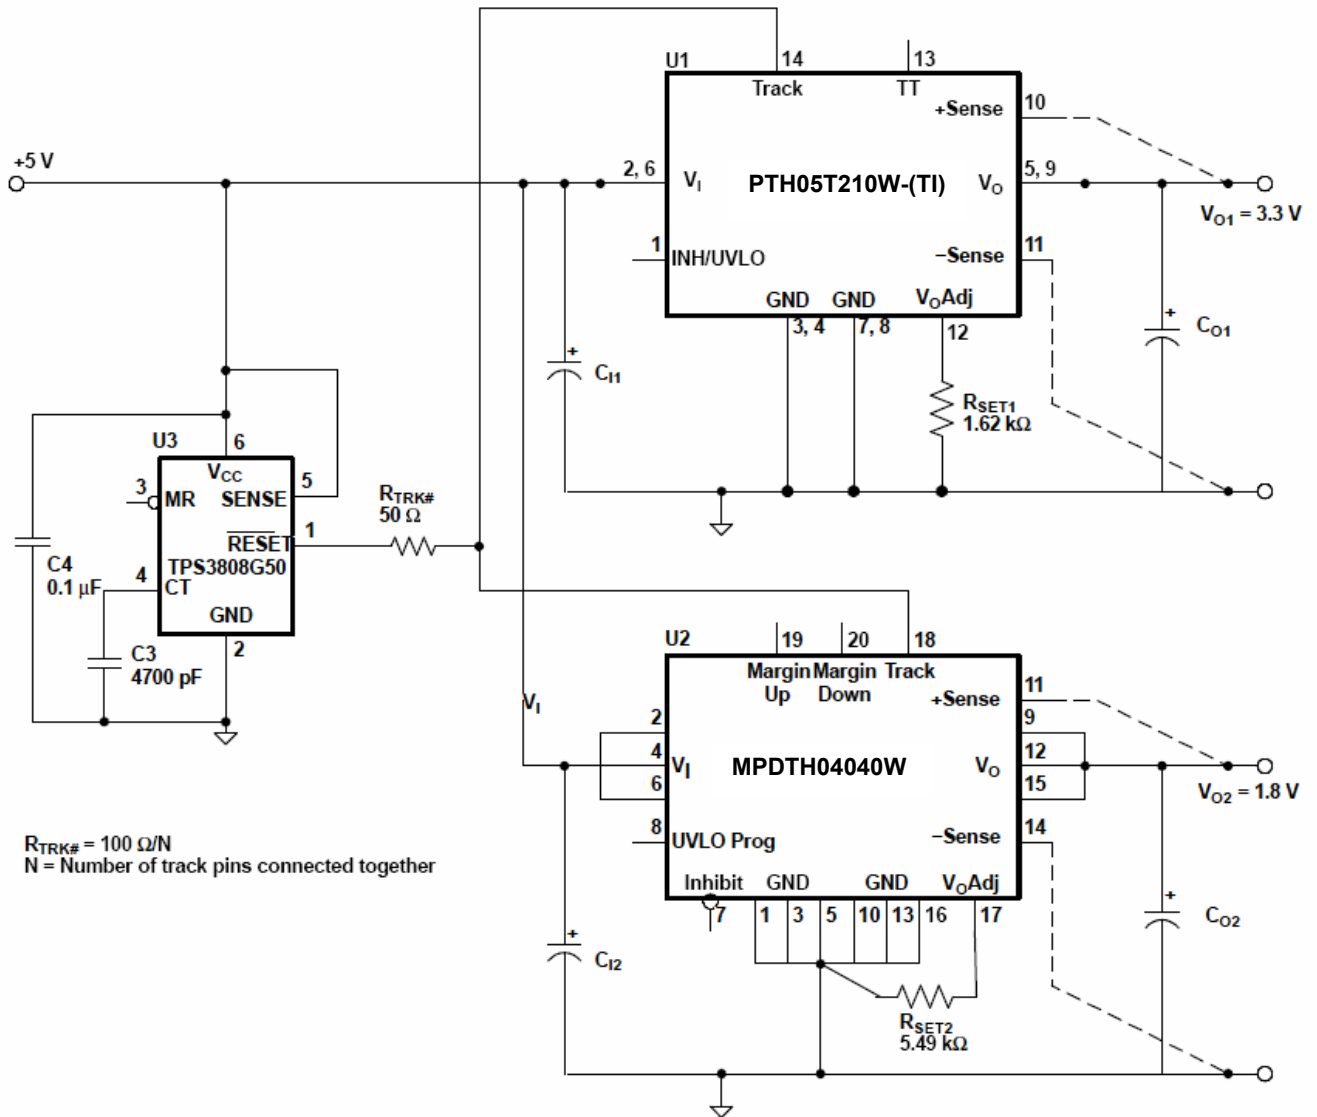 +5 V
U1
14
Track
13
TT
+Sense
10
2, 6
VI
PTH05T210W-(TI)
VO
5, 9
VO1 = 3.3 V
1
INH/UVLO
−Sense
11
GND
GND
VOAdj
3, 4
7, 8
12
+
CI1
RSET1
1.62 kΩ
+
CO1
U3
6
VCC
3
MR
SENSE
5
RESET
1
TPS3808G50
4
CT
GND
2
C4
0.1 µF
C3
4700 pF
RTRK#
50 Ω
U2
19
20
18
Margin Up
Margin Down
Track
+Sense
11
VI
2
4
6
VI
MPDTH04040W
VO
9
12
15
VO2 = 1.8 V
8
UVLO Prog
−Sense
14
Inhibit
GND
GND
VOAdj
7
1
3
5
10
13
16
17
+
CI2
RSET2
5.49 kΩ
+
CO2
RTRK# = 100 Ω/N
N = Number of track pins connected together